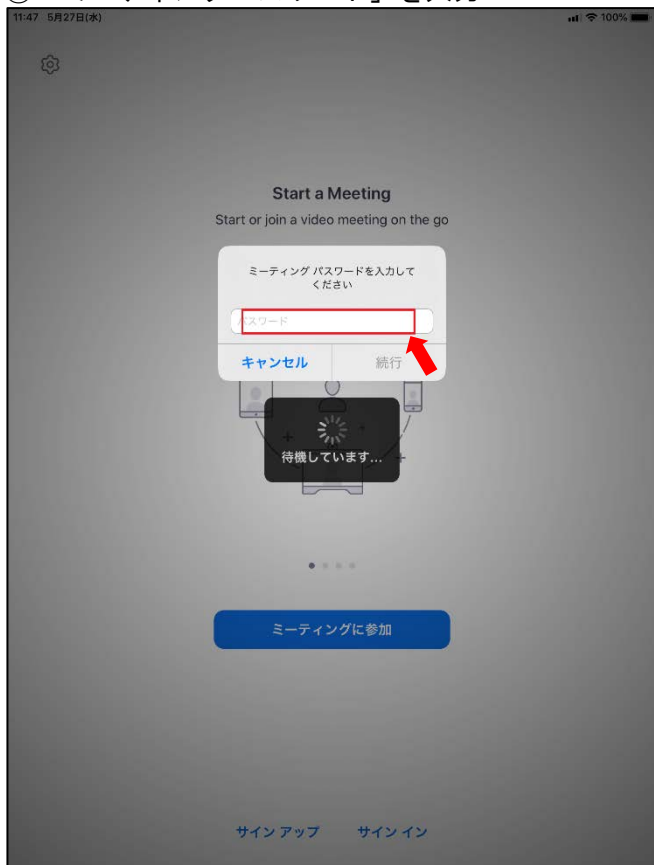 」を入力
11:47 5月27日(水)
100%
Start a Meeting
Start or join a video meeting on the go
ミーティング パスワードを入力して
ください
パスワード
キャンセル 続行
待機しています...
ミーティングに参加
サイン アップ サイン イン